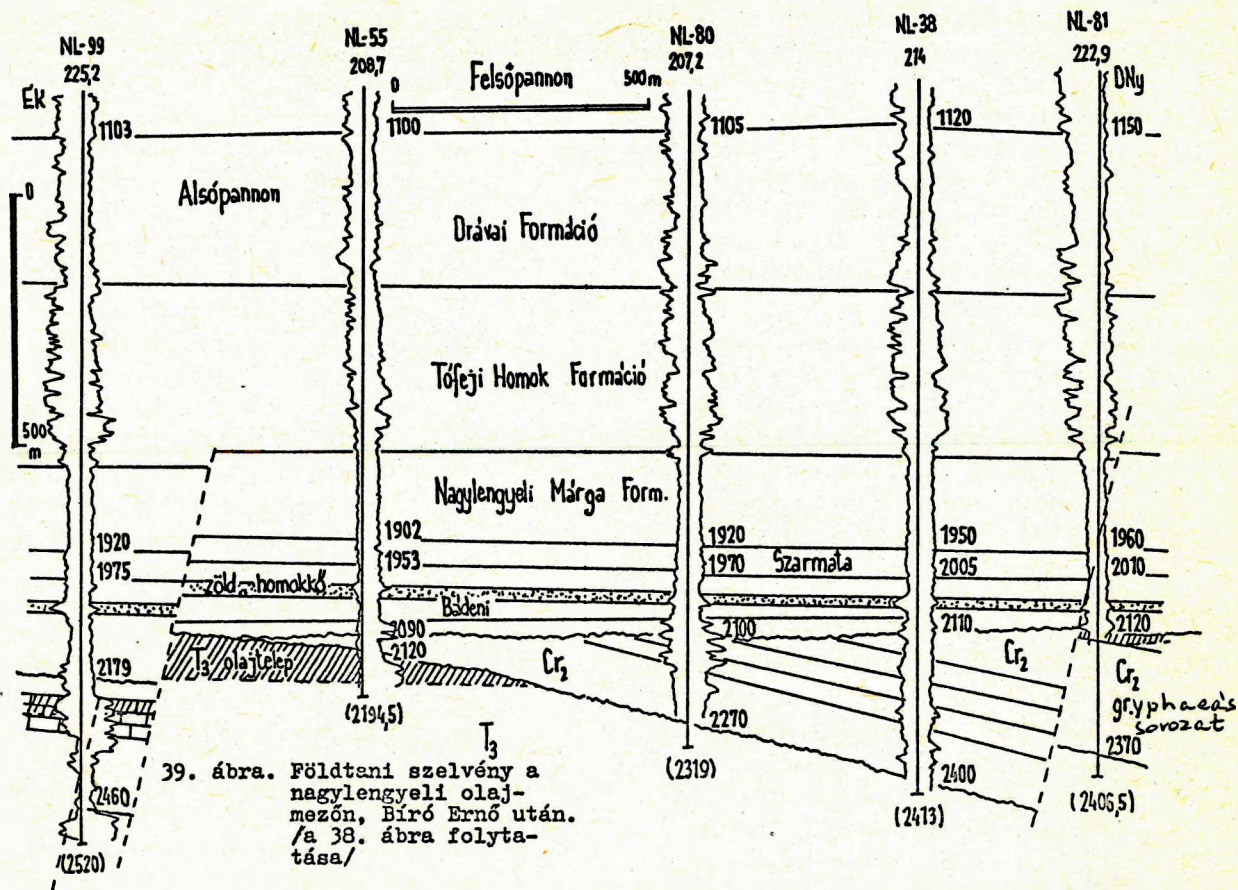 NL-99
225,2
NL-55
208,7
NL-80
207,2
NL-38
214
NL-81
222,9
ÉK
0
Felsőpannon
500 m
DNy
1103
1100
1105
1120
1150
0
500
m
Alsópannon
Drávai Formáció
Tófeji Homok Formáció
Nagylengyeli Márga Form.
1920
1902
1920
1950
1960
1975
1953
1970
Szarmata
2005
2010
zöld homokkő
Bádeni
2090
2100
2110
2120
2120
T₃ olajtelep
Cr₂
Cr₂
Cr₂
gryphaeás
sorozat
2179
(2194,5)
T₃
2270
2370
(2319)
2400
(2406,5)
2460
(2413)
(2520)
39. ábra. Földtani szelvény a
nagylengyeli olaj-
mezőn, Bíró Ernő után.
/a 38. ábra folyta-
tása/